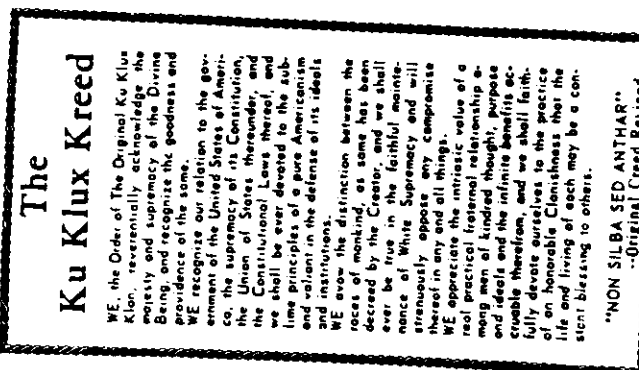 The
Ku Klux Kreed
WE, the Order of The Original Ku Klux
Klan, reverentially acknowledge the
majesty and supremacy of the Divine
Being, and recognize the goodness and
providence of the same.
WE recognize our relation to the gov-
ernment of the United States of Ameri-
ca, the supremacy of its Constitution,
the Union of States thereunder, and
the Constitutional Laws thereof, and
we shall be ever devoted to the sub-
lime principles of a pure Americanism
and valiant in the defense of its ideals
and institutions.
WE avow the distinction between the
races of mankind, as same has been
decreed by the Creator, and we shall
ever be true in the faithful mainte-
nance of White Supremacy and will
strenuously oppose any compromise
thereof in any and all things.
WE appreciate the intrinsic value of a
real practical fraternal relationship a-
mong men of kindred thought, purpose
and ideals and the infinite benefits ac-
cruable therefrom, and we shall faith-
fully devote ourselves to the practice
of an honorable Clonishness that the
life and living of each may be a con-
stent blessing to others.
"NON SILBA SED ANTHAR"
--Original Creed Revised